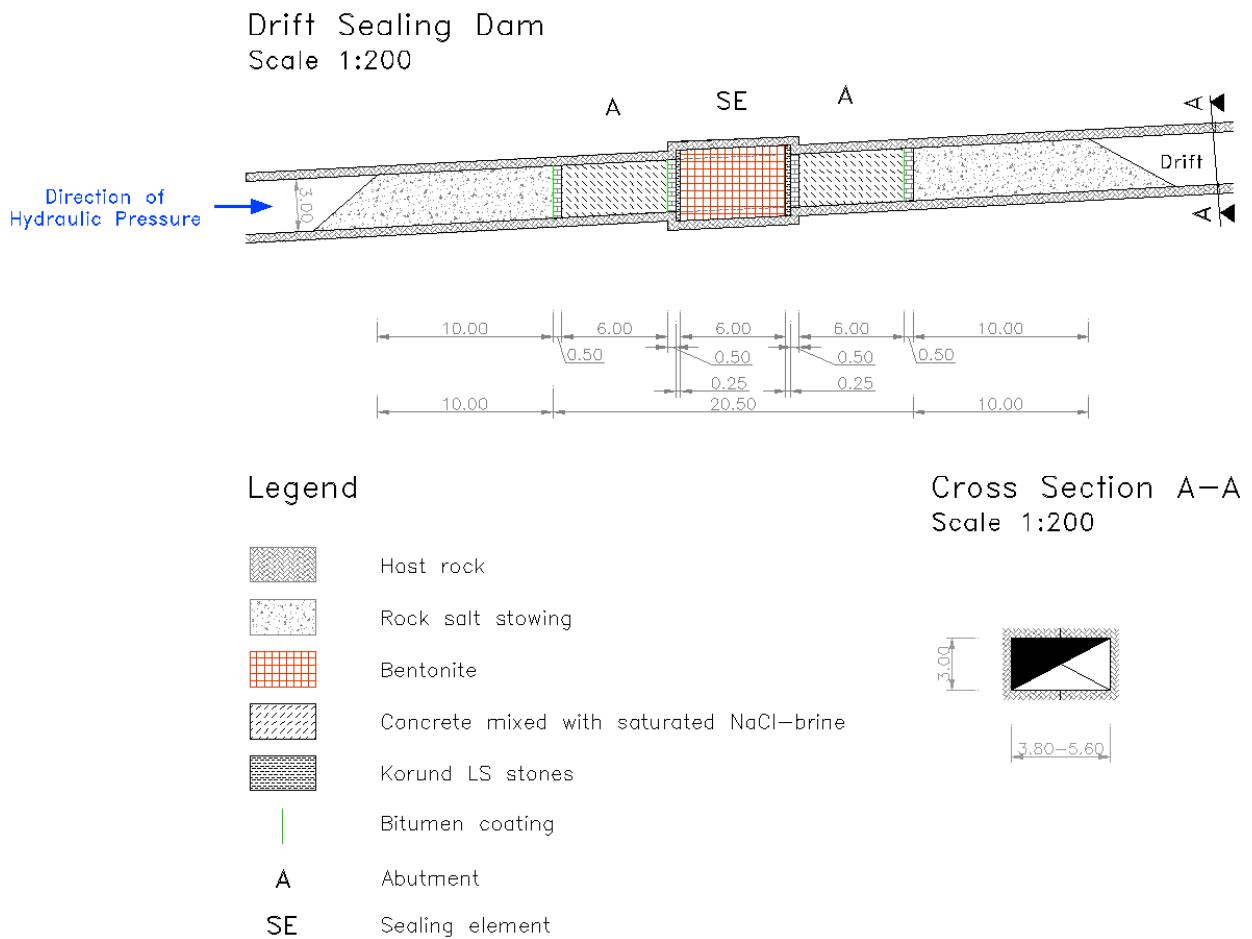 Drift Sealing Dam
Scale 1:200
A
SE
A
A
Direction of
Hydraulic Pressure
3.00
Drift
A
10.00
6.00
6.00
6.00
10.00
0.50
0.50
0.50
0.50
0.25
0.25
10.00
20.50
10.00
Legend
Host rock
Rock salt stowing
Bentonite
Concrete mixed with saturated NaCl-brine
Korund LS stones
Bitumen coating
A
Abutment
SE
Sealing element
Cross Section A-A
Scale 1:200
3.00
3.80-5.60